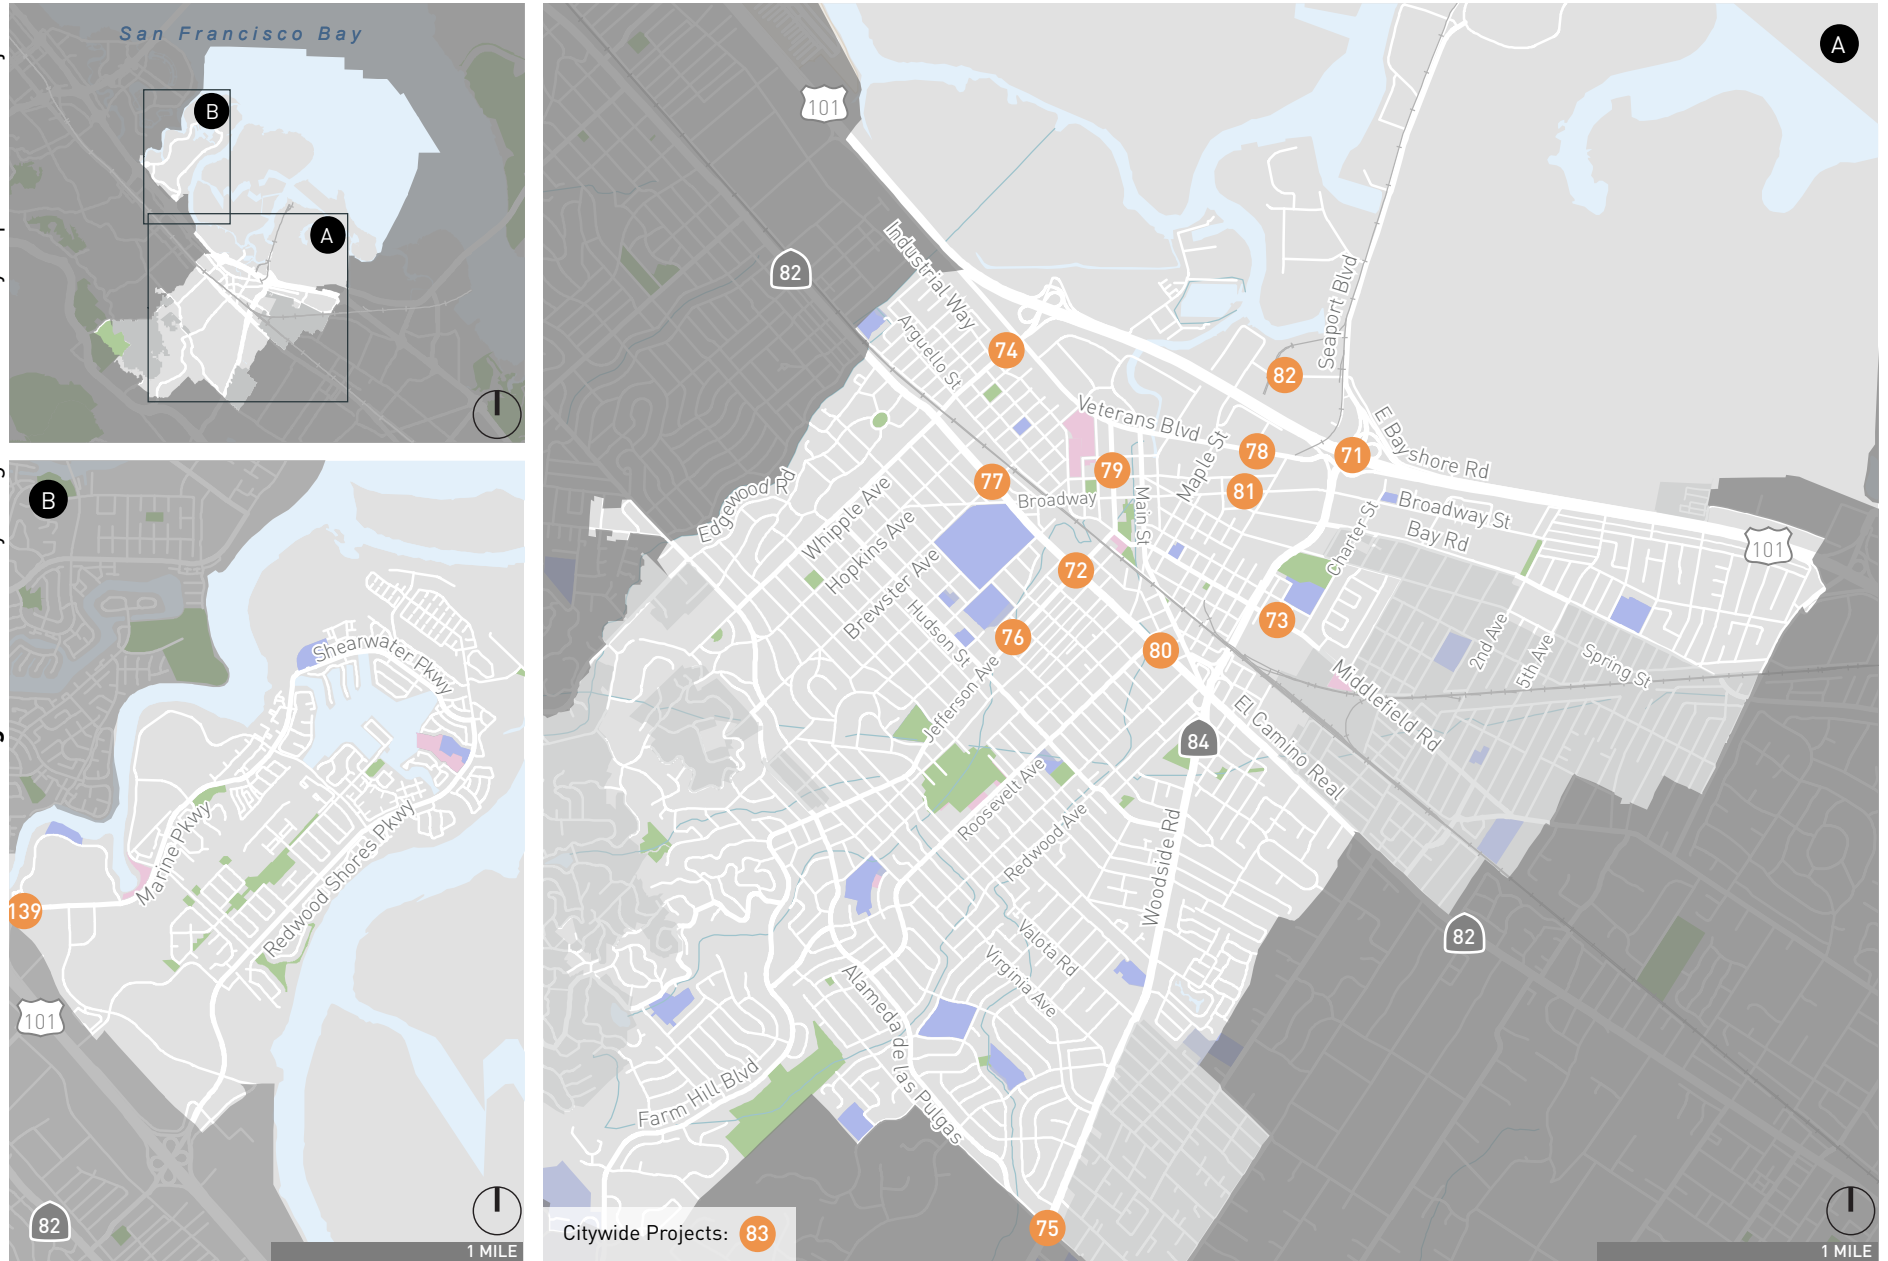 San Francisco Bay
B
A
B
Shearwater Pkwy
Marine Pkwy
Redwood Shores Pkwy
139
101
82
1 MILE
A
101
82
Industrial Way
Arguello St
74
Seaport Blvd
82
Veterans Blvd
Maple St
78
71
E Bayshore Rd
79
77
81
Broadway
Main St
Edgewood Rd
Whipple Ave
Hopkins Ave
Brewster Ave
Hudson St
Charter St
Broadway St
Bay Rd
101
72
73
76
80
2nd Ave
5th Ave
Spring St
Middlefield Rd
Jefferson Ave
El Camino Real
84
Roosevelt Ave
Redwood Ave
Woodside Rd
82
Valota Rd
Virginia Ave
Alameda de las Pulgas
Farm Hill Blvd
75
Citywide Projects: 83
1 MILE